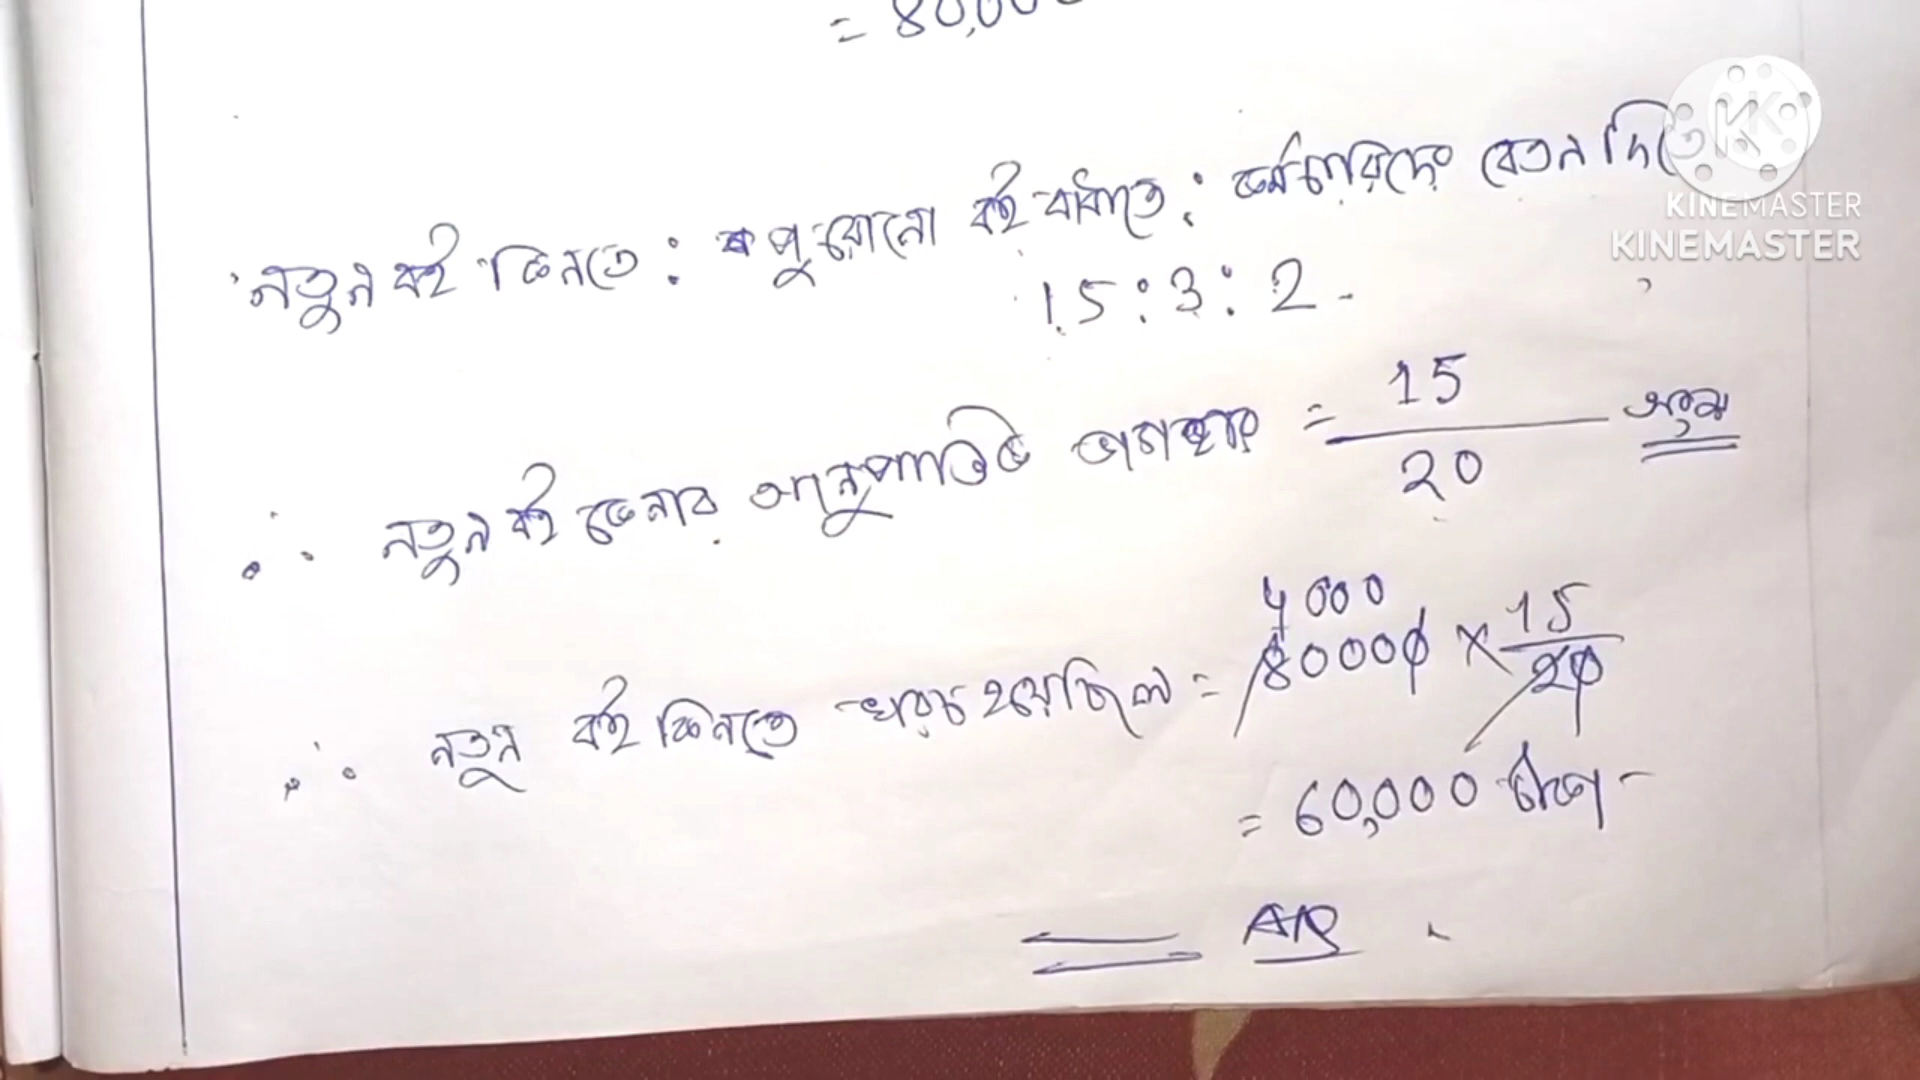 = 80,00
নতুন বই কিনতে : পুরোনো বই বাঁধাতে : কর্মচারিদের বেতন দিতে
15 : 3 : 2
∴ নতুন বই কেনার আনুপাতিক ভাগহার = 15/20 অংশ
4000
∴ নতুন বই কিনতে খরচ হয়েছিল = 80000 × 15/20
= 60,000 টাকা
Ans
KINEMASTER
KINEMASTER